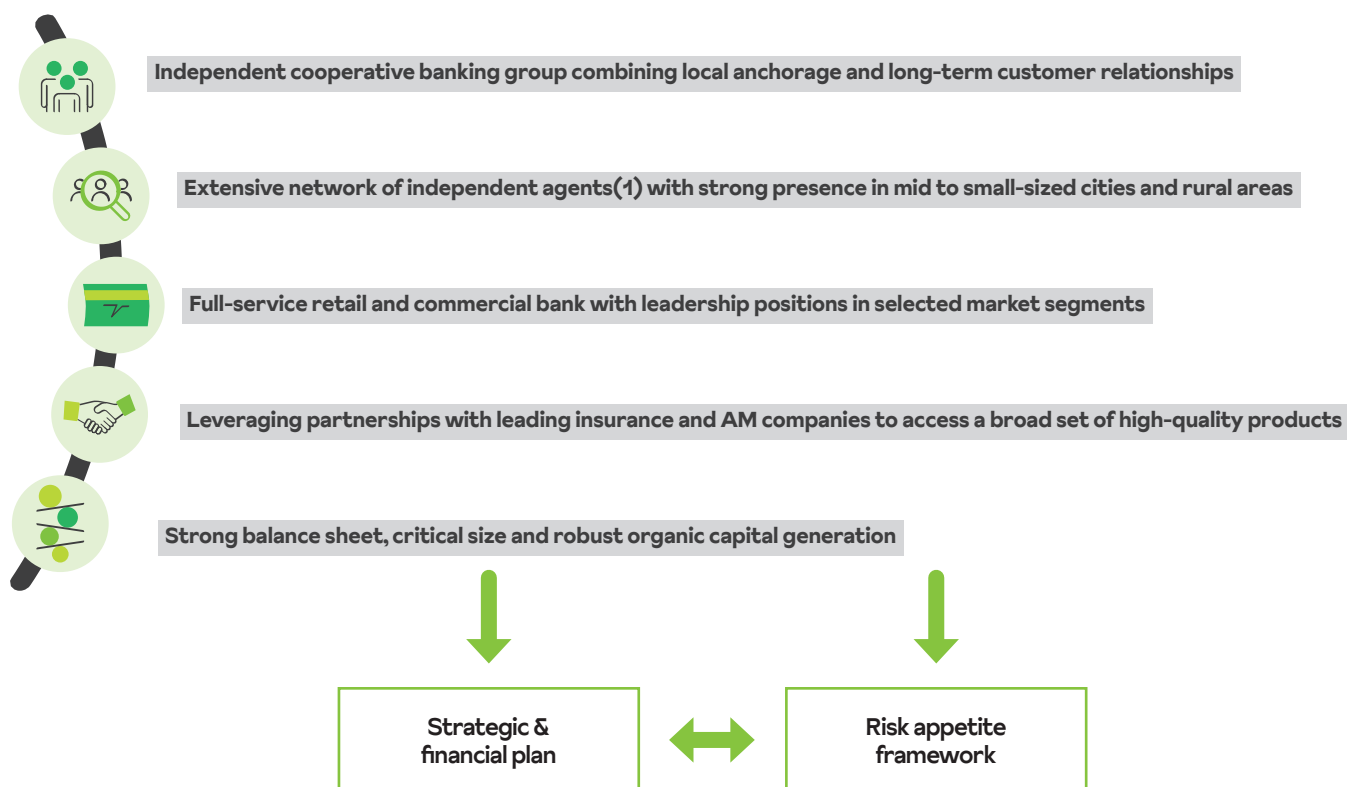 Independent cooperative banking group combining local anchorage and long-term customer relationships
Extensive network of independent agents(1) with strong presence in mid to small-sized cities and rural areas
Full-service retail and commercial bank with leadership positions in selected market segments
Leveraging partnerships with leading insurance and AM companies to access a broad set of high-quality products
Strong balance sheet, critical size and robust organic capital generation
Strategic &
financial plan
Risk appetite
framework